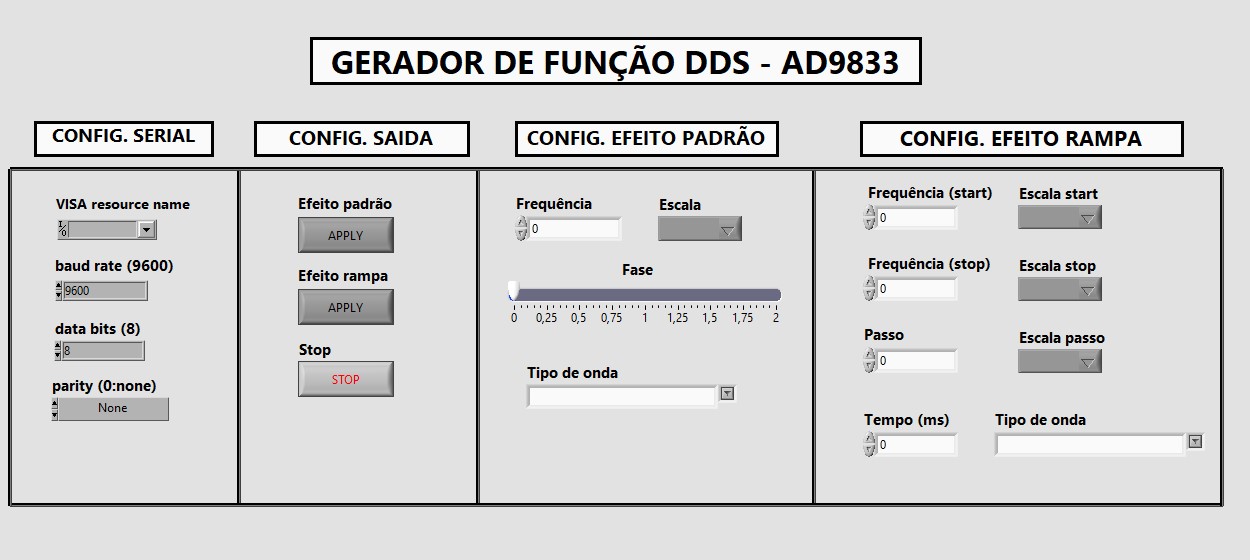 GERADOR DE FUNÇÃO DDS - AD9833
CONFIG. SERIAL
VISA resource name
I/O
baud rate (9600)
9600
data bits (8)
8
parity (0:none)
None
CONFIG. SAIDA
Efeito padrão
APPLY
Efeito rampa
APPLY
Stop
STOP
CONFIG. EFEITO PADRÃO
Frequência
Escala
0
Fase
0 0,25 0,5 0,75 1 1,25 1,5 1,75 2
Tipo de onda
CONFIG. EFEITO RAMPA
Frequência (start)
Escala start
0
Frequência (stop)
Escala stop
0
Passo
Escala passo
0
Tempo (ms)
Tipo de onda
0